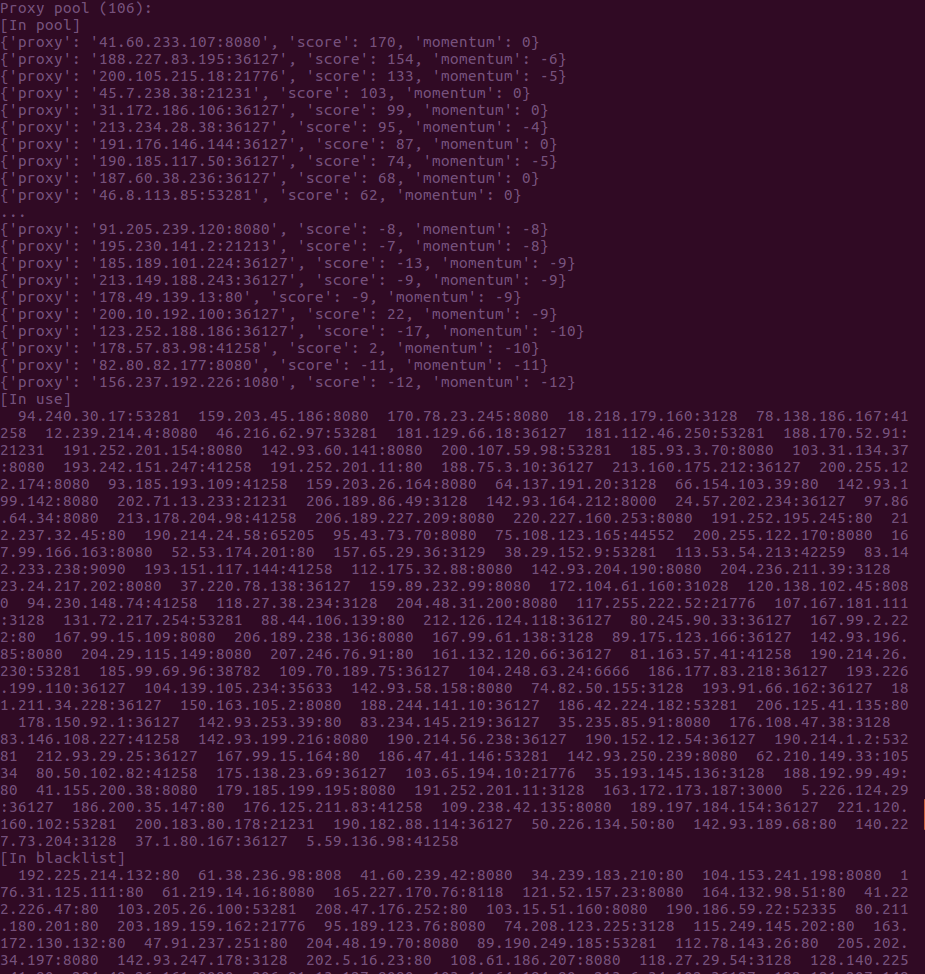 Proxy pool (106):
[In pool]
{'proxy': '41.60.233.107:8080', 'score': 170, 'momentum': 0}
{'proxy': '188.227.83.195:36127', 'score': 154, 'momentum': -6}
{'proxy': '200.105.215.18:21776', 'score': 133, 'momentum': -5}
{'proxy': '45.7.238.38:21231', 'score': 103, 'momentum': 0}
{'proxy': '31.172.186.106:36127', 'score': 99, 'momentum': 0}
{'proxy': '213.234.28.38:36127', 'score': 95, 'momentum': -4}
{'proxy': '191.176.146.144:36127', 'score': 87, 'momentum': 0}
{'proxy': '190.185.117.50:36127', 'score': 74, 'momentum': -5}
{'proxy': '187.60.38.236:36127', 'score': 68, 'momentum': 0}
{'proxy': '46.8.113.85:53281', 'score': 62, 'momentum': 0}
...
{'proxy': '91.205.239.120:8080', 'score': -8, 'momentum': -8}
{'proxy': '195.230.141.2:21213', 'score': -7, 'momentum': -8}
{'proxy': '185.189.101.224:36127', 'score': -13, 'momentum': -9}
{'proxy': '213.149.188.243:36127', 'score': -9, 'momentum': -9}
{'proxy': '178.49.139.13:80', 'score': -9, 'momentum': -9}
{'proxy': '200.10.192.100:36127', 'score': 22, 'momentum': -9}
{'proxy': '123.252.188.186:36127', 'score': -17, 'momentum': -10}
{'proxy': '178.57.83.98:41258', 'score': 2, 'momentum': -10}
{'proxy': '82.80.82.177:8080', 'score': -11, 'momentum': -11}
{'proxy': '156.237.192.226:1080', 'score': -12, 'momentum': -12}
[In use]
94.240.30.17:53281  159.203.45.186:8080  170.78.23.245:8080  18.218.179.160:3128  78.138.186.167:41
258  12.239.214.4:8080  46.216.62.97:53281  181.129.66.18:36127  181.112.46.250:53281  188.170.52.91:
21231  191.252.201.154:8080  142.93.60.141:8080  200.107.59.98:53281  185.93.3.70:8080  103.31.134.37
:8080  193.242.151.247:41258  191.252.201.11:80  188.75.3.10:36127  213.160.175.212:36127  200.255.12
2.174:8080  93.185.193.109:41258  159.203.26.164:8080  64.137.191.20:3128  66.154.103.39:80  142.93.1
99.142:8080  202.71.13.233:21231  206.189.86.49:3128  142.93.164.212:8000  24.57.202.234:36127  97.86
.64.34:8080  213.178.204.98:41258  206.189.227.209:8080  220.227.160.253:8080  191.252.195.245:80  21
2.237.32.45:80  190.214.24.58:65205  95.43.73.70:8080  75.108.123.165:44552  200.255.122.170:8080  16
7.99.166.163:8080  52.53.174.201:80  157.65.29.36:3129  38.29.152.9:53281  113.53.54.213:42259  83.14
2.233.238:9090  193.151.117.144:41258  112.175.32.88:8080  142.93.204.190:8080  204.236.211.39:3128
23.24.217.202:8080  37.220.78.138:36127  159.89.232.99:8080  172.104.61.160:31028  120.138.102.45:808
0  94.230.148.74:41258  118.27.38.234:3128  204.48.31.200:8080  117.255.222.52:21776  107.167.181.111
:3128  131.72.217.254:53281  88.44.106.139:80  212.126.124.118:36127  80.245.90.33:36127  167.99.2.22
2:80  167.99.15.109:8080  206.189.238.136:8080  167.99.61.138:3128  89.175.123.166:36127  142.93.196.
85:8080  204.29.115.149:8080  207.246.76.91:80  161.132.120.66:36127  81.163.57.41:41258  190.214.26.
230:53281  185.99.69.96:38782  109.70.189.75:36127  104.248.63.24:6666  186.177.83.218:36127  193.226
.199.110:36127  104.139.105.234:35633  142.93.58.158:8080  74.82.50.155:3128  193.91.66.162:36127  18
1.211.34.228:36127  150.163.105.2:8080  188.244.141.10:36127  186.42.224.182:53281  206.125.41.135:80
178.150.92.1:36127  142.93.253.39:80  83.234.145.219:36127  35.235.85.91:8080  176.108.47.38:3128
83.146.108.227:41258  142.93.199.216:8080  190.214.56.238:36127  190.152.12.54:36127  190.214.1.2:532
81  212.93.29.25:36127  167.99.15.164:80  186.47.41.146:53281  142.93.250.239:8080  62.210.149.33:105
34  80.50.102.82:41258  175.138.23.69:36127  103.65.194.10:21776  35.193.145.136:3128  188.192.99.49:
80  41.155.200.38:8080  179.185.199.195:8080  191.252.201.11:3128  163.172.173.187:3000  5.226.124.29
:36127  186.200.35.147:80  176.125.211.83:41258  109.238.42.135:8080  189.197.184.154:36127  221.120.
160.102:53281  200.183.80.178:21231  190.182.88.114:36127  50.226.134.50:80  142.93.189.68:80  140.22
7.73.204:3128  37.1.80.167:36127  5.59.136.98:41258
[In blacklist]
192.225.214.132:80  61.38.236.98:808  41.60.239.42:8080  34.239.183.210:80  104.153.241.198:8080  1
76.31.125.111:80  61.219.14.16:8080  165.227.170.76:8118  121.52.157.23:8080  164.132.98.51:80  41.22
2.226.47:80  103.205.26.100:53281  208.47.176.252:80  103.15.51.160:8080  190.186.59.22:52335  80.211
.180.201:80  203.189.159.162:21776  95.189.123.76:8080  74.208.123.225:3128  115.249.145.202:80  163.
172.130.132:80  47.91.237.251:80  204.48.19.70:8080  89.190.249.185:53281  112.78.143.26:80  205.202.
34.197:8080  142.93.247.178:3128  202.5.16.23:80  108.61.186.207:8080  118.27.29.54:3128  128.140.225